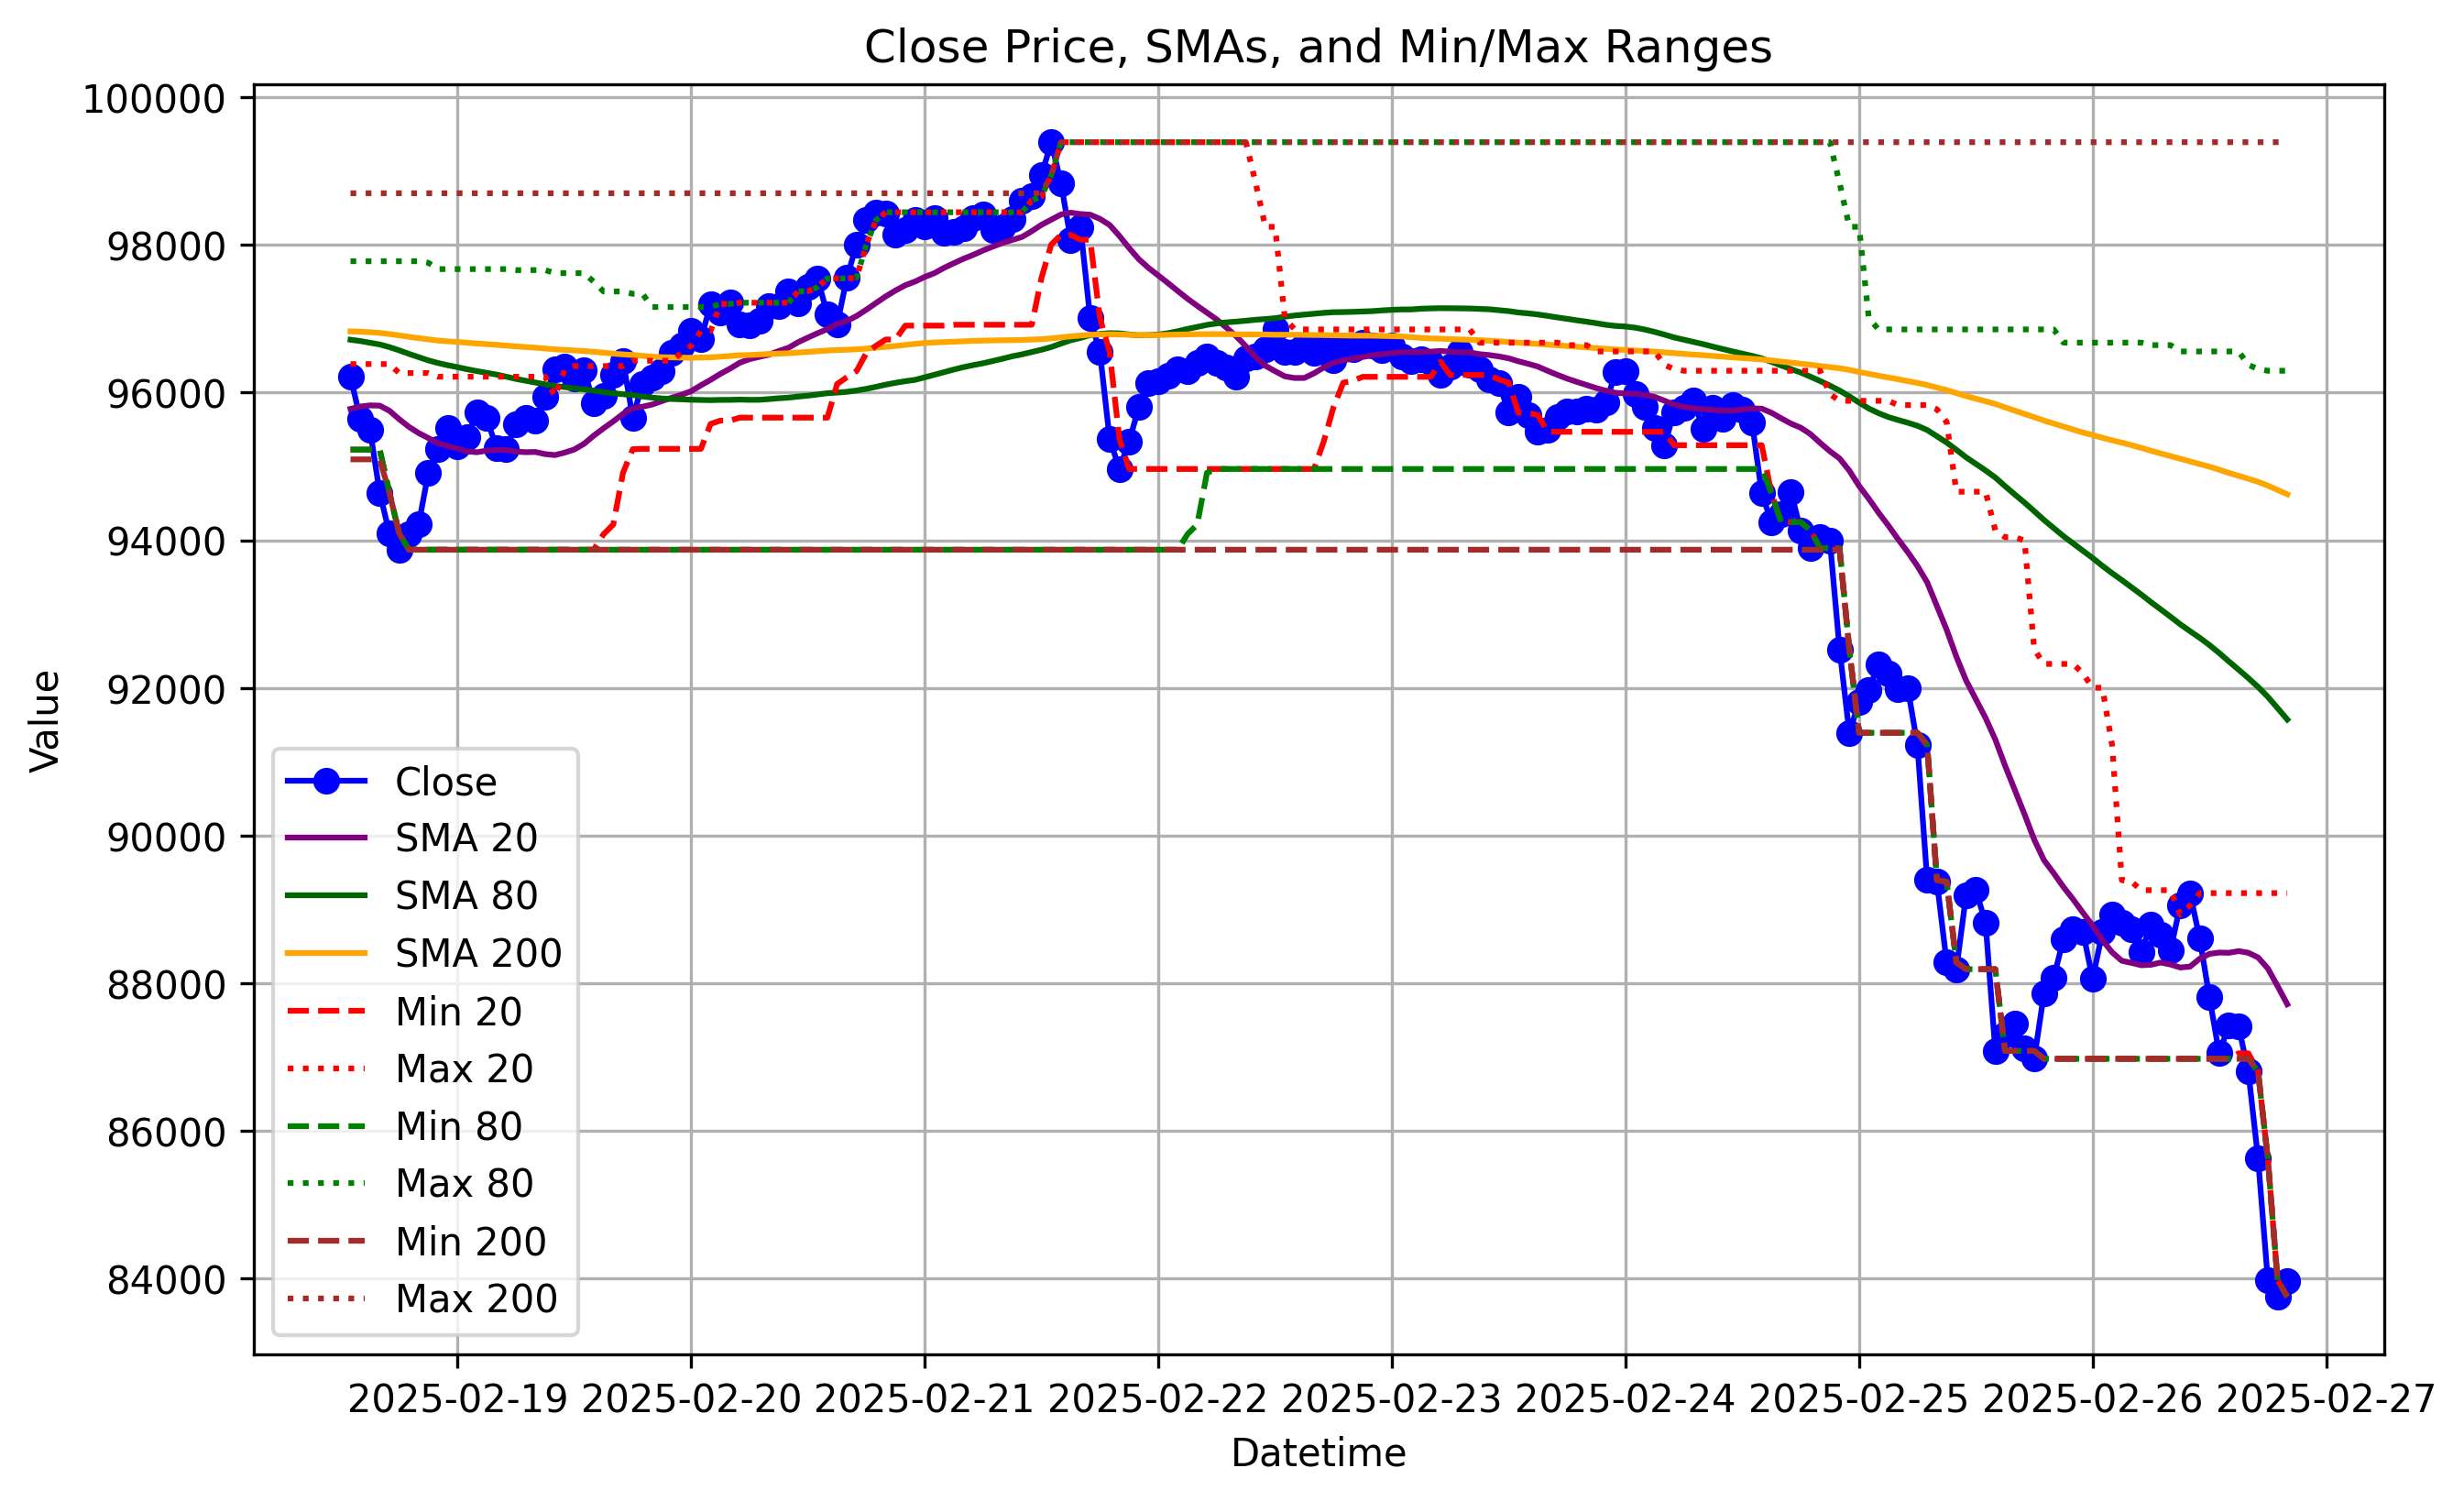 Close Price, SMAs, and Min/Max Ranges
100000
98000
96000
94000
92000
90000
88000
86000
84000
Value
Close
SMA 20
SMA 80
SMA 200
Min 20
Max 20
Min 80
Max 80
Min 200
Max 200
2025-02-19 2025-02-20 2025-02-21 2025-02-22 2025-02-23 2025-02-24 2025-02-25 2025-02-26 2025-02-27
Datetime